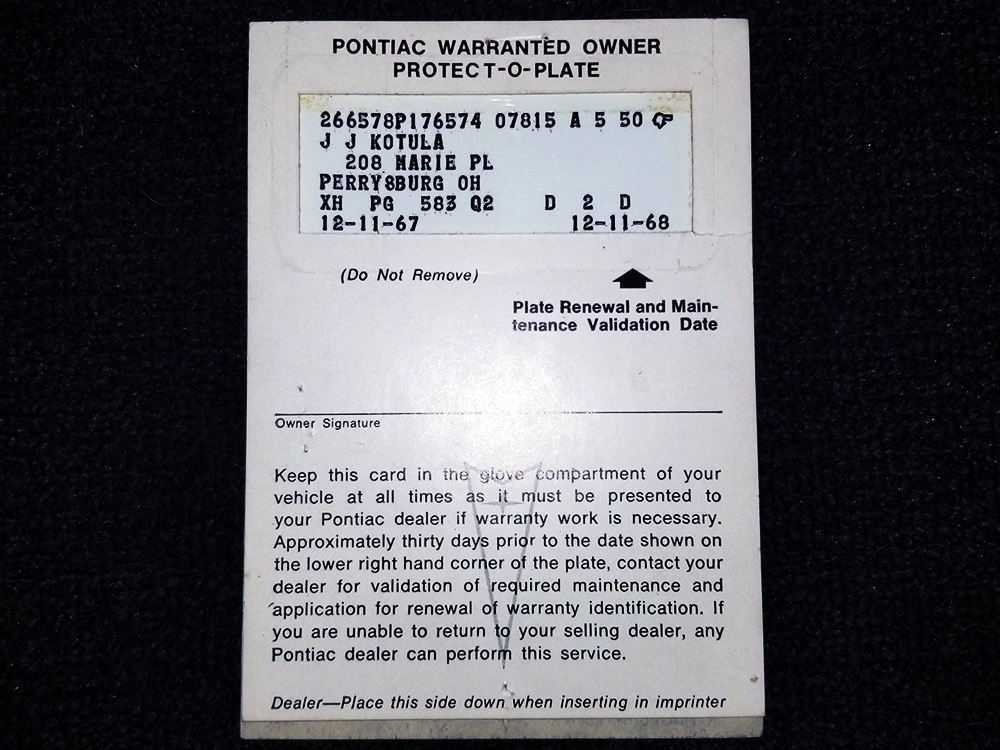 PONTIAC WARRANTED OWNER
PROTECT-O-PLATE
266578P176574 07815 A 5 50
J J KOTULA
208 MARIE PL
PERRYSBURG OH
XH PG 583 Q2 D 2 D
12-11-67 12-11-68
(Do Not Remove)
Plate Renewal and Main-
tenance Validation Date
Owner Signature
Keep this card in the glove compartment of your
vehicle at all times as it must be presented to
your Pontiac dealer if warranty work is necessary.
Approximately thirty days prior to the date shown on
the lower right hand corner of the plate, contact your
dealer for validation of required maintenance and
application for renewal of warranty identification. If
you are unable to return to your selling dealer, any
Pontiac dealer can perform this service.
Dealer—Place this side down when inserting in imprinter